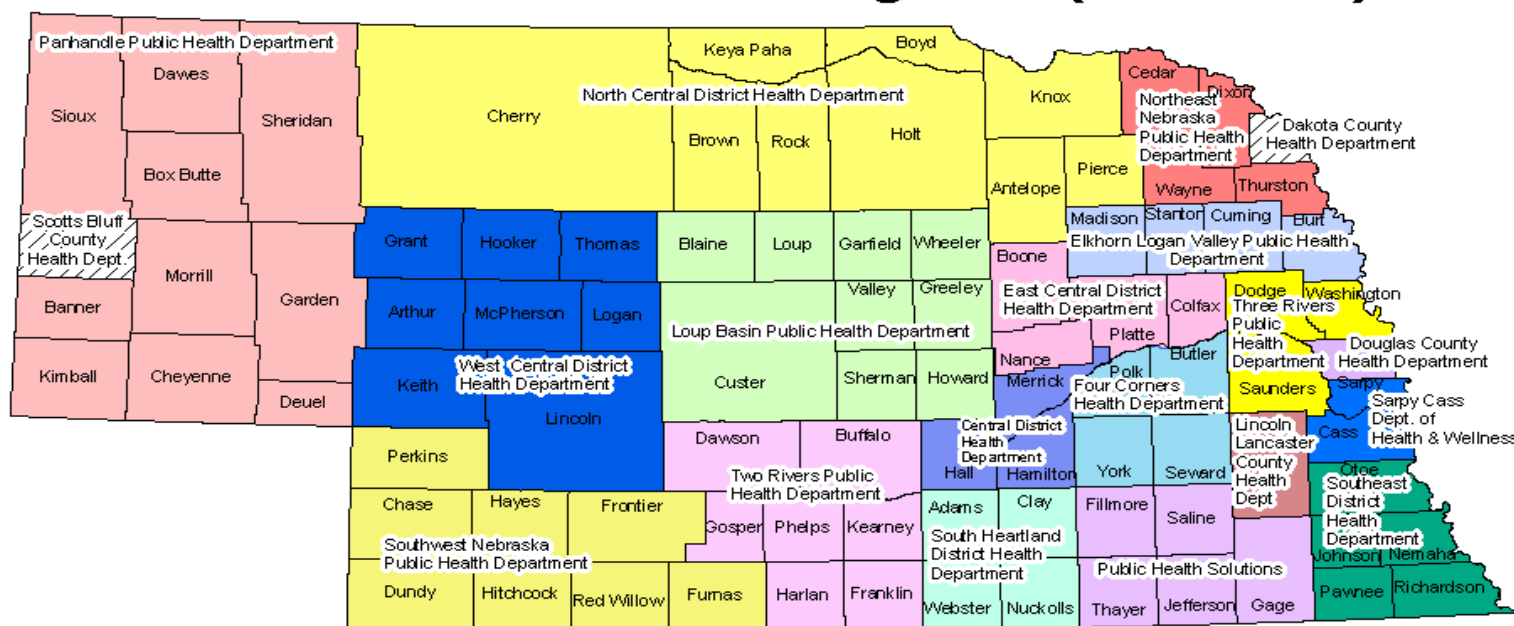 Panhandle Public Health Department
Dawes
Sioux
Sheridan
Box Butte
Scotts Bluff
County
Health Dept.
Morrill
Banner
Garden
Kimball
Cheyenne
Deuel
Keya Paha
Boyd
North Central District Health Department
Cherry
Brown
Rock
Holt
Knox
Antelope
Pierce
Cedar
Dixon
Northeast
Nebraska
Public Health
Department
Wayne
Thurston
Dakota County
Health Department
Grant
Hooker
Thomas
Arthur
McPherson
Logan
Keith
West Central District
Health Department
Lincoln
Blaine
Loup
Garfield
Wheeler
Valley
Greeley
Loup Basin Public Health Department
Custer
Sherman
Howard
Madison
Stanton
Cuming
Burt
Elkhorn Logan Valley Public Health
Department
Boone
East Central District
Health Department
Colfax
Platte
Nance
Dodge
Washington
Three Rivers
Public
Health
Department
Saunders
Douglas County
Health Department
Sarpy
Cass
Sarpy Cass
Dept. of
Health & Wellness
Merrick
Central District
Health
Department
Hall
Hamilton
Polk
Butler
Four Corners
Health Department
York
Seward
Lincoln
Lancaster
County
Health
Dept
Otoe
Southeast
District
Health
Department
Johnson
Nemaha
Pawnee
Richardson
Perkins
Chase
Hayes
Frontier
Southwest Nebraska
Public Health Department
Dundy
Hitchcock
Red Willow
Furnas
Dawson
Buffalo
Two Rivers Public
Health Department
Gosper
Phelps
Kearney
Harlan
Franklin
Adams
Clay
South Heartland
District Health
Department
Webster
Nuckolls
Fillmore
Saline
Public Health Solutions
Thayer
Jefferson
Gage